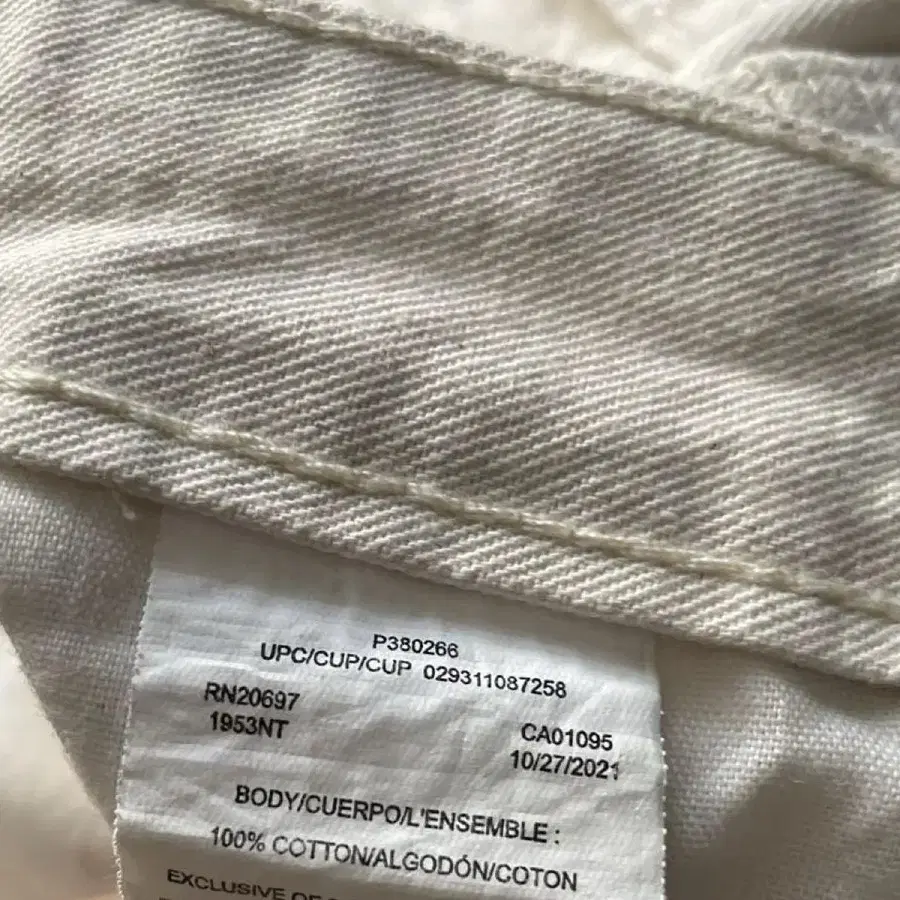 P380266
UPC/CUP/CUP 029311087258
RN20697
1953NT
CA01095
10/27/2021
BODY/CUERPO/L'ENSEMBLE :
100% COTTON/ALGODÓN/COTON
EXCLUSIVE